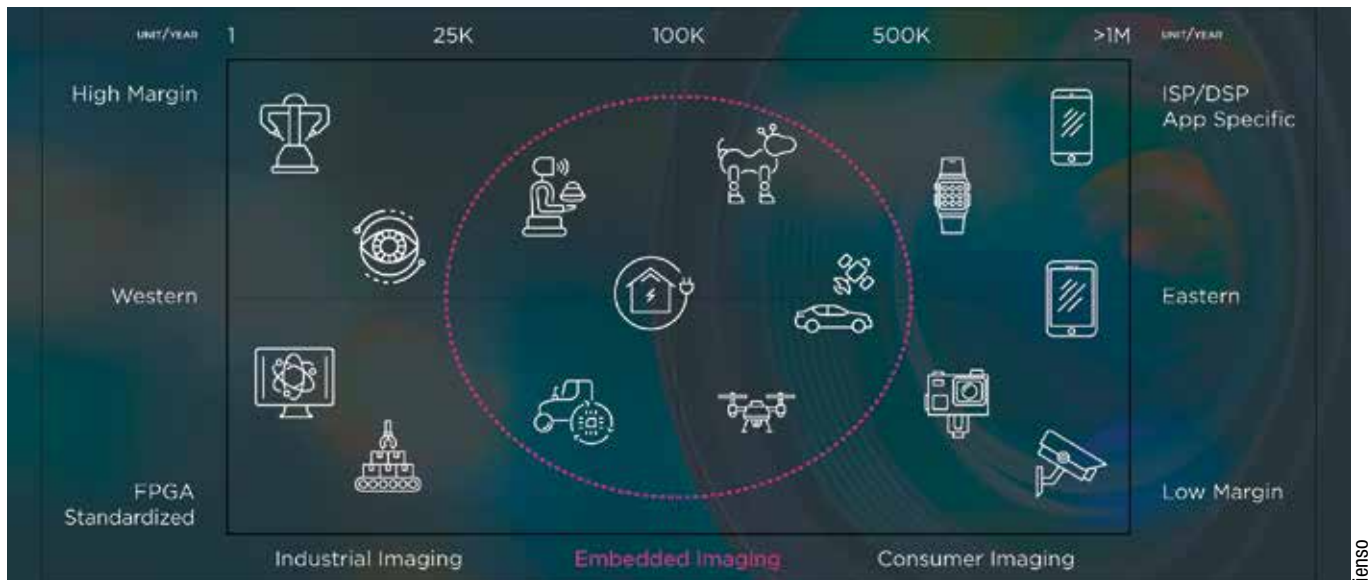 UNIT/YEAR 1 25K 100K 500K >1M UNIT/YEAR
High Margin
ISP/DSP
App Specific
Western
Eastern
FPGA
Standardized
Low Margin
Industrial Imaging Embedded Imaging Consumer Imaging
enso